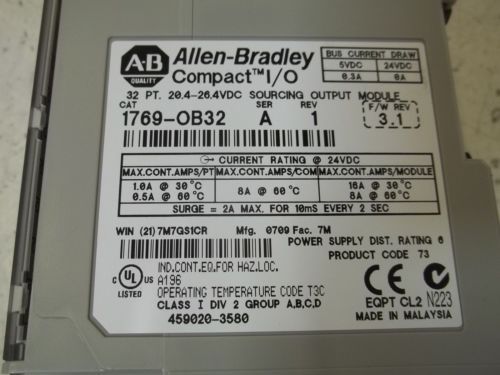 A-B
QUALITY
Allen-Bradley
Compact™ I/O
BUS CURRENT DRAW
5VDC 24VDC
0.3A 0A
32 PT. 20.4-26.4VDC SOURCING OUTPUT MODULE
CAT SER REV
1769-OB32 A 1
F/W REV
3.1
CURRENT RATING @ 24VDC
MAX.CONT.AMPS/PT MAX.CONT.AMPS/COM MAX.CONT.AMPS/MODULE
1.0A @ 30°C 8A @ 60°C 16A @ 30°C
0.5A @ 60°C 8A @ 60°C
SURGE = 2A MAX. FOR 10mS EVERY 2 SEC
WIN (21)7M7GS1CR Mfg. 0709 Fac. 7M
POWER SUPPLY DIST. RATING 6
PRODUCT CODE 73
C UL US
LISTED
IND.CONT.EQ.FOR HAZ.LOC.
A196
OPERATING TEMPERATURE CODE T3C
CLASS I DIV 2 GROUP A,B,C,D
459020-3580
CE
N223
EQPT CL2
MADE IN MALAYSIA